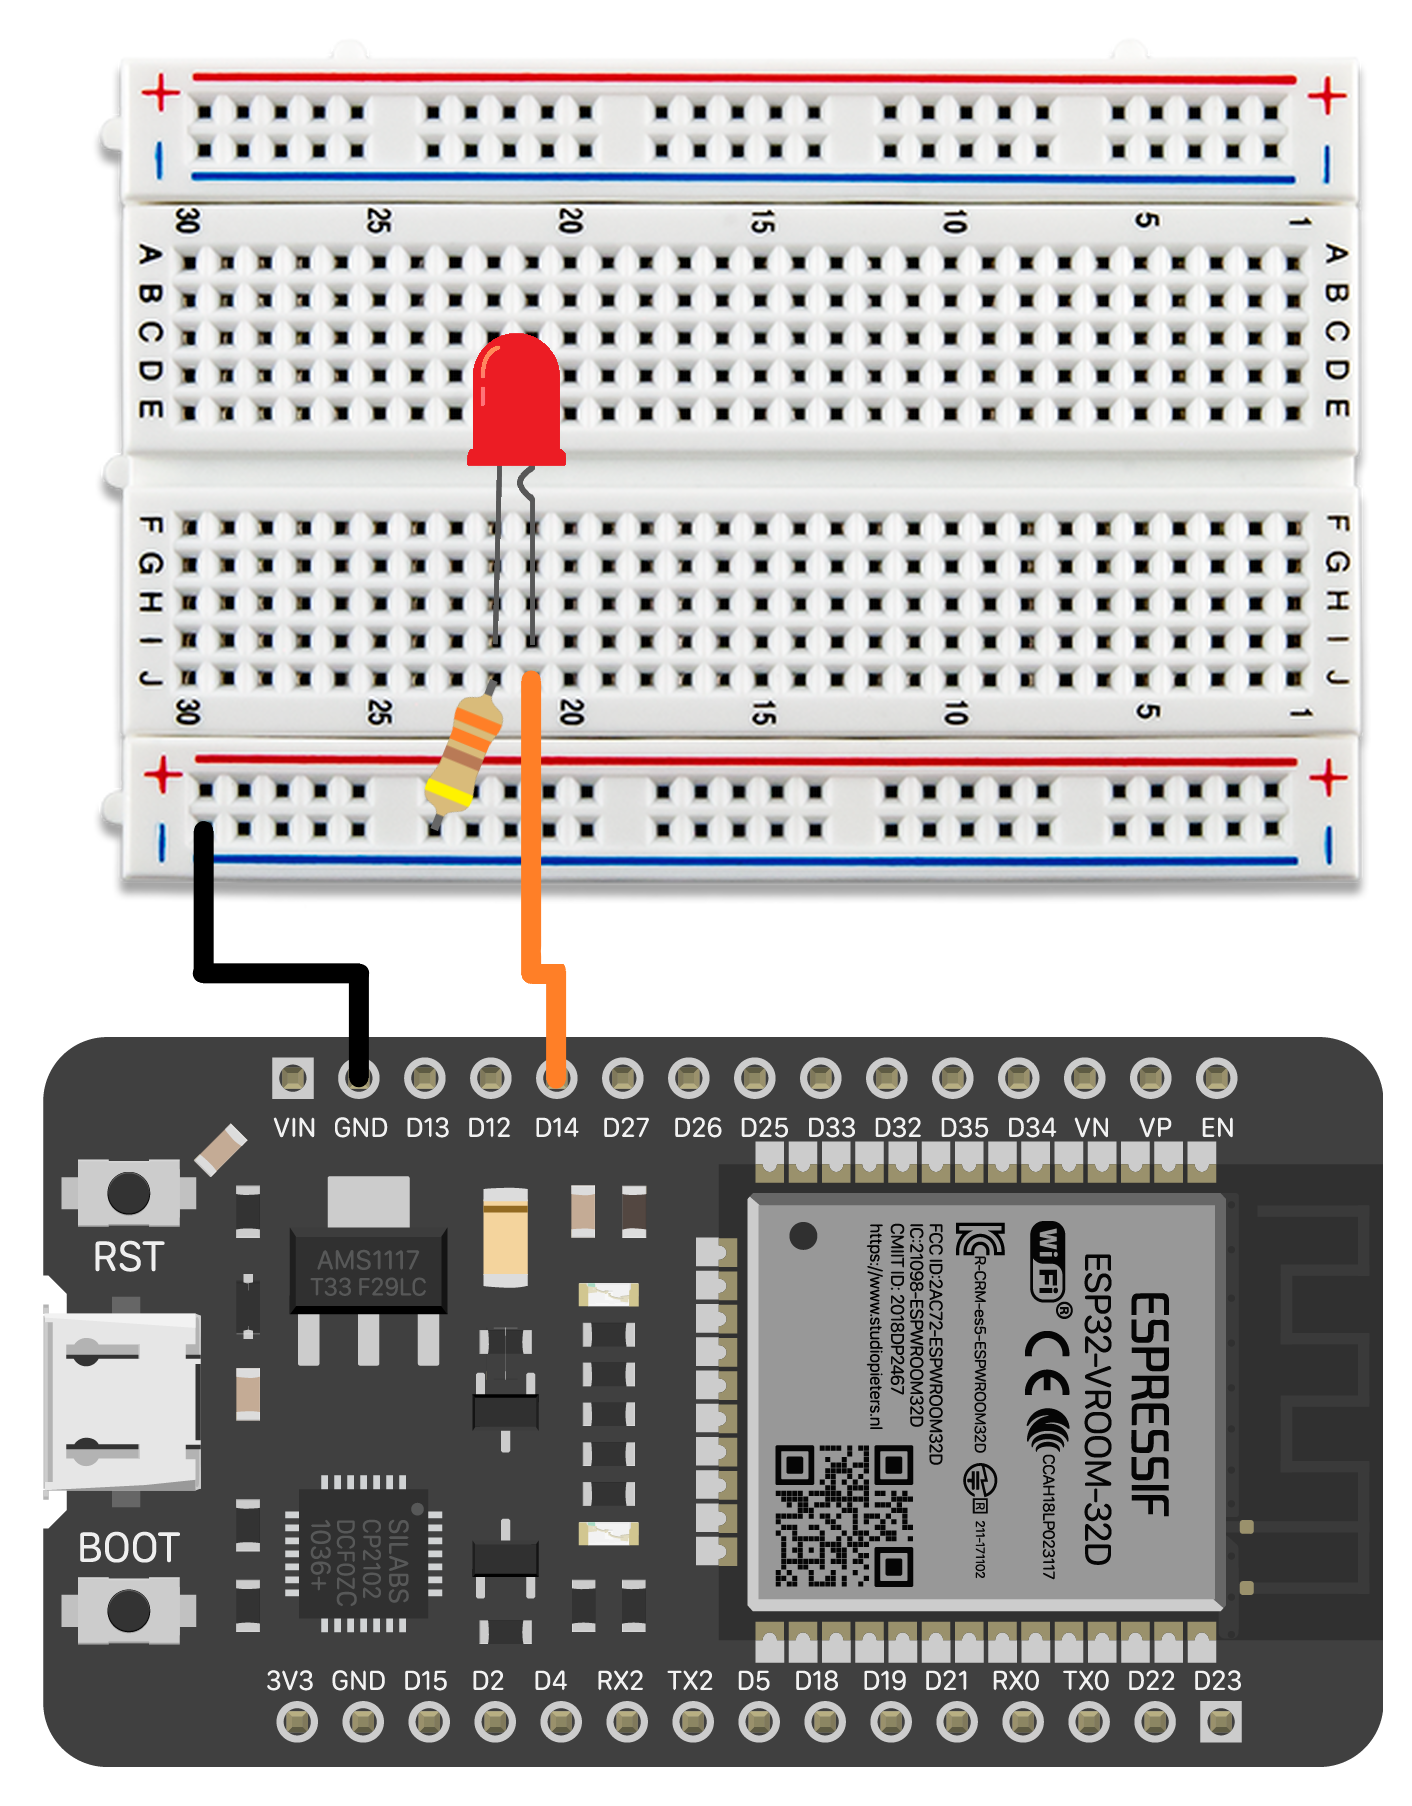 + +
− −
30 25 20 15 10 5 1
A A
B B
C C
D D
E E
F F
G G
H H
I I
J J
30 25 20 15 10 5 1
+ +
− −
VIN GND D13 D12 D14 D27 D26 D25 D33 D32 D35 D34 VN VP EN
RST
AMS1117
T33 F29LC
ESPRESSIF
ESP32-VROOM-32D
WiFi®
CE
CCAH18LP023117
R-CRM-es5-ESPWROOM32D
R 211-171102
FCC ID:2AC72-ESPWROOM32D
IC:21098-ESPWROOM32D
CMIIT ID: 2018DP2467
https://www.studiopieters.nl
BOOT
SILABS
CP2102
DCF0ZC
1036+
3V3 GND D15 D2 D4 RX2 TX2 D5 D18 D19 D21 RX0 TX0 D22 D23